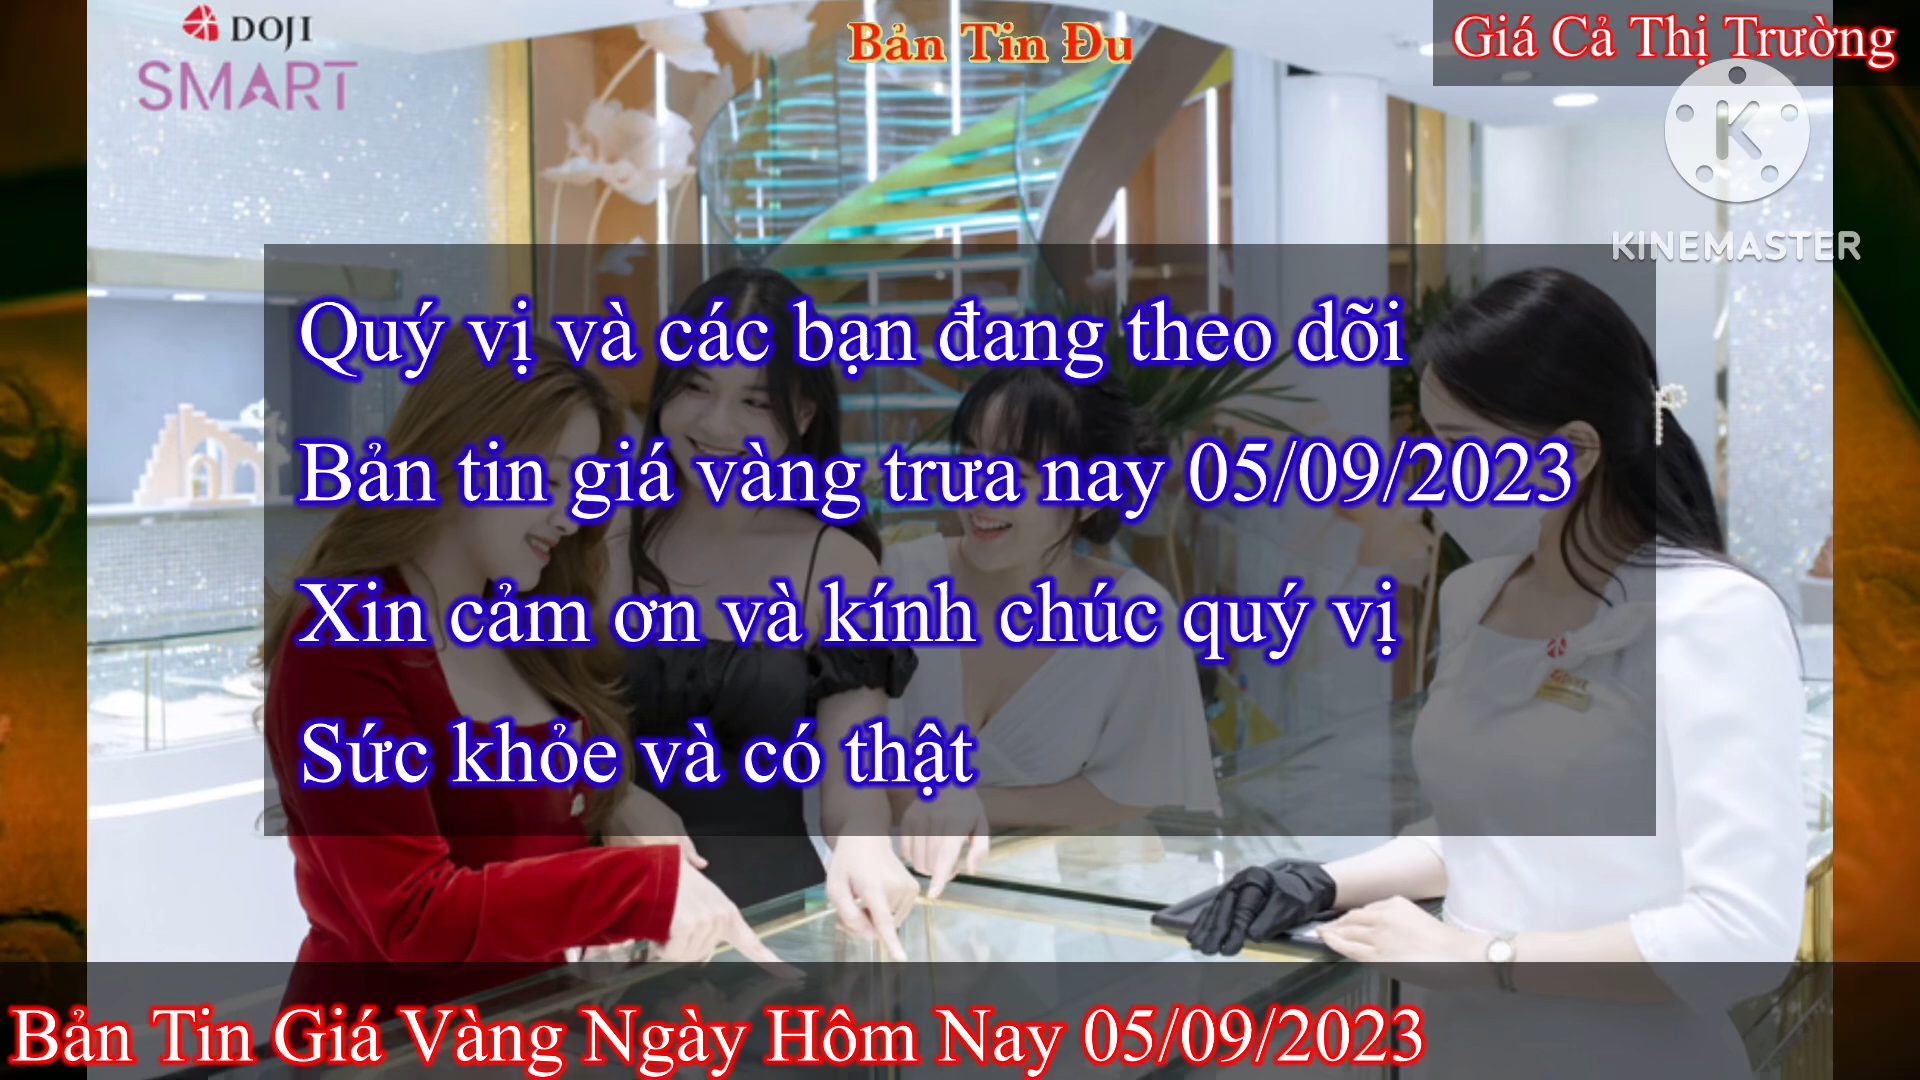 DOJI
SMART
Bản Tin Đu
Giá Cả Thị Trường
K
KINEMASTER
Quý vị và các bạn đang theo dõi
Bản tin giá vàng trưa nay 05/09/2023
Xin cảm ơn và kính chúc quý vị
Sức khỏe và có thật
Bản Tin Giá Vàng Ngày Hôm Nay 05/09/2023